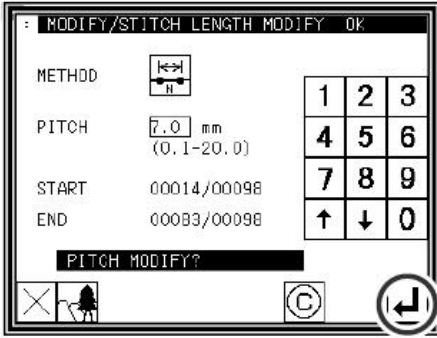 : MODIFY/STITCH LENGTH MODIFY OK
METHOD
N
PITCH 7.0 mm
(0.1-20.0)
START 00014/00098
END 00083/00098
PITCH MODIFY?
1 2 3
4 5 6
7 8 9
↑ ↓ 0
C